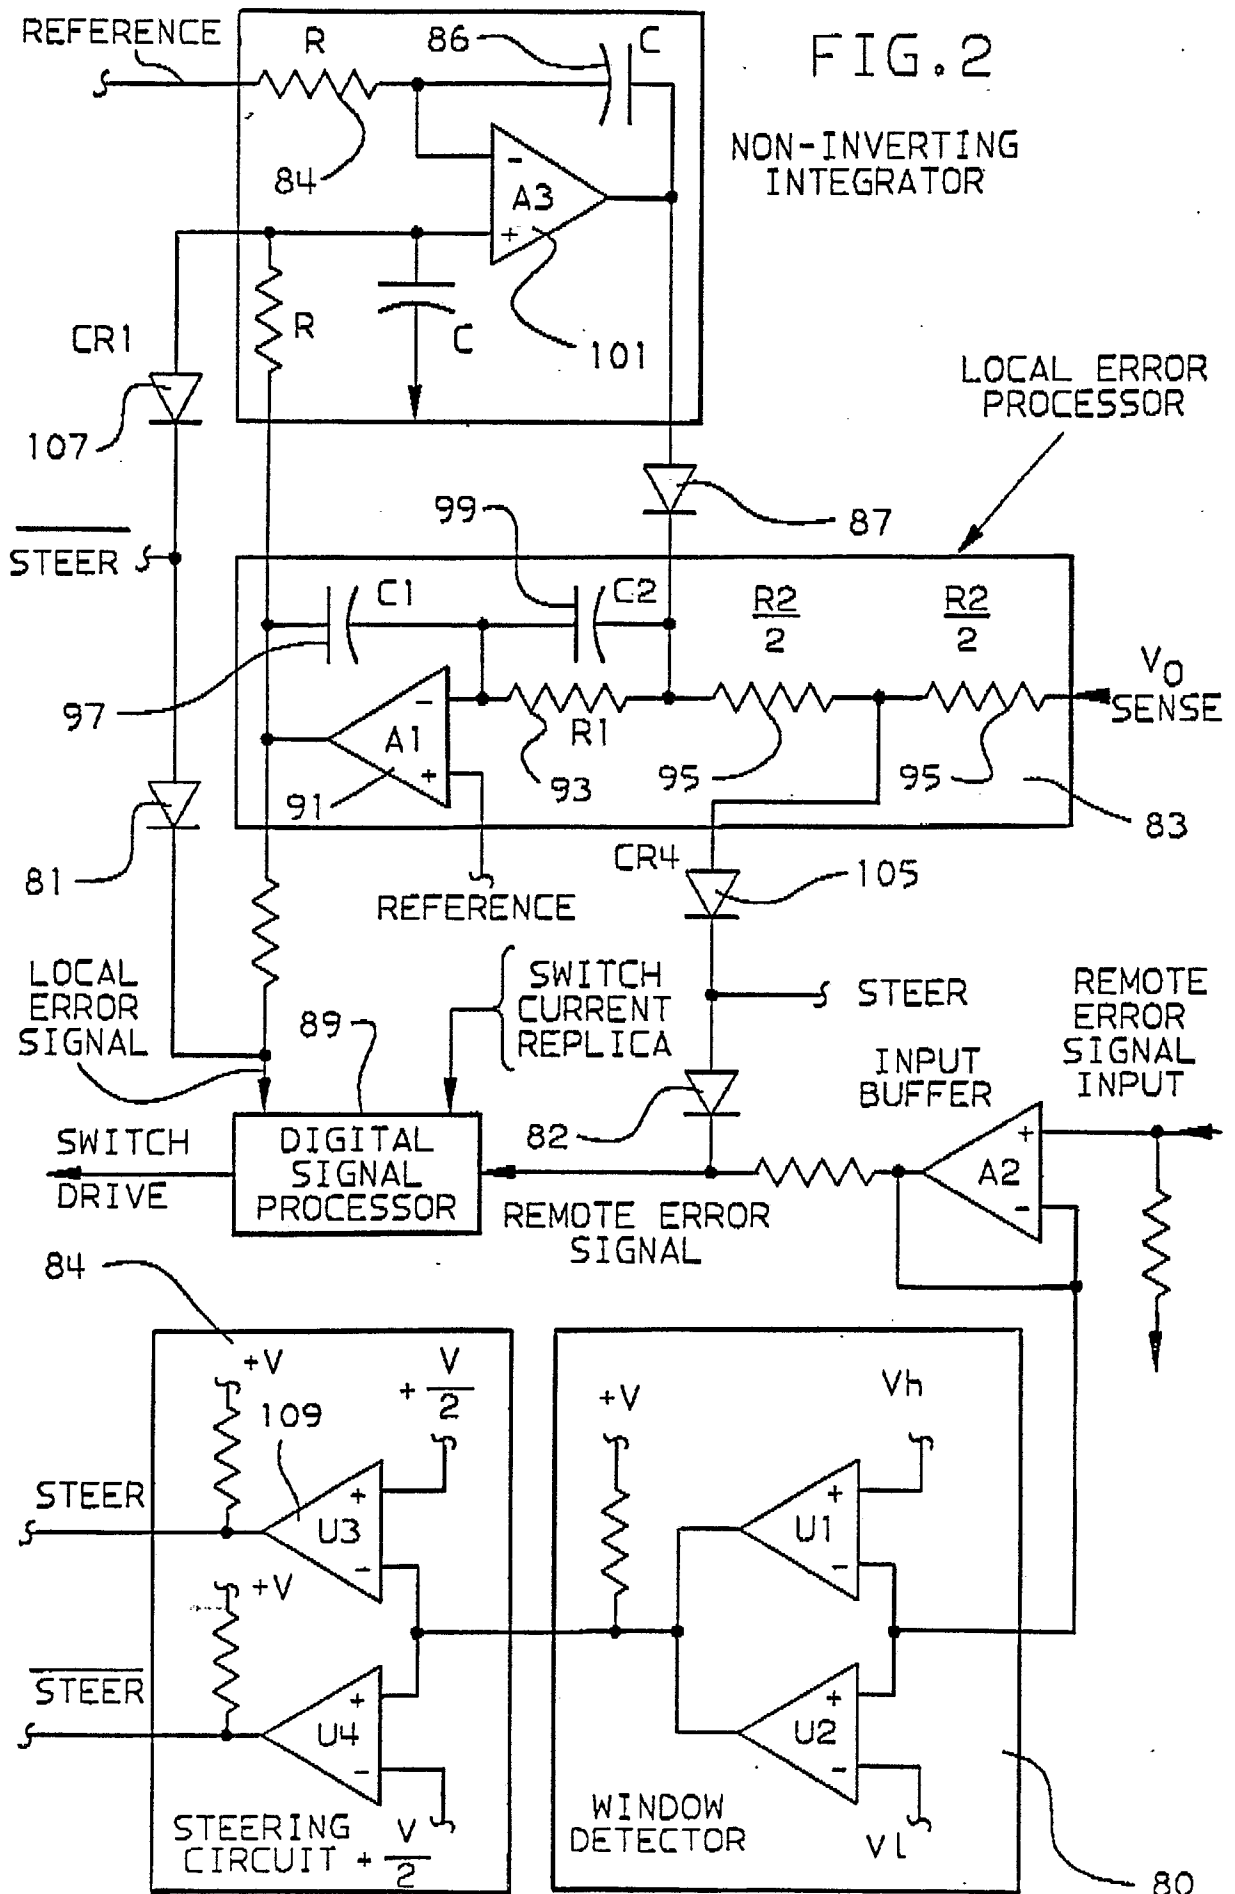 REFERENCE
R
86
C
FIG.2
NON-INVERTING
INTEGRATOR
84
-
A3
+
R
C
101
CR1
107
LOCAL ERROR
PROCESSOR
87
STEER
99
C1
C2
R2
2
R2
2
VO
SENSE
97
-
A1
+
R1
93
95
95
91
83
81
CR4
105
REFERENCE
LOCAL
ERROR
SIGNAL
SWITCH
CURRENT
REPLICA
STEER
REMOTE
ERROR
SIGNAL
INPUT
89
INPUT
BUFFER
82
SWITCH
DRIVE
DIGITAL
SIGNAL
PROCESSOR
+
A2
-
REMOTE ERROR
SIGNAL
84
+V
+ V
2
+V
Vh
109
STEER
+
U3
-
+
U1
-
+V
STEER
+
U4
-
+
U2
-
STEERING
CIRCUIT + V
2
WINDOW
DETECTOR
Vl
80